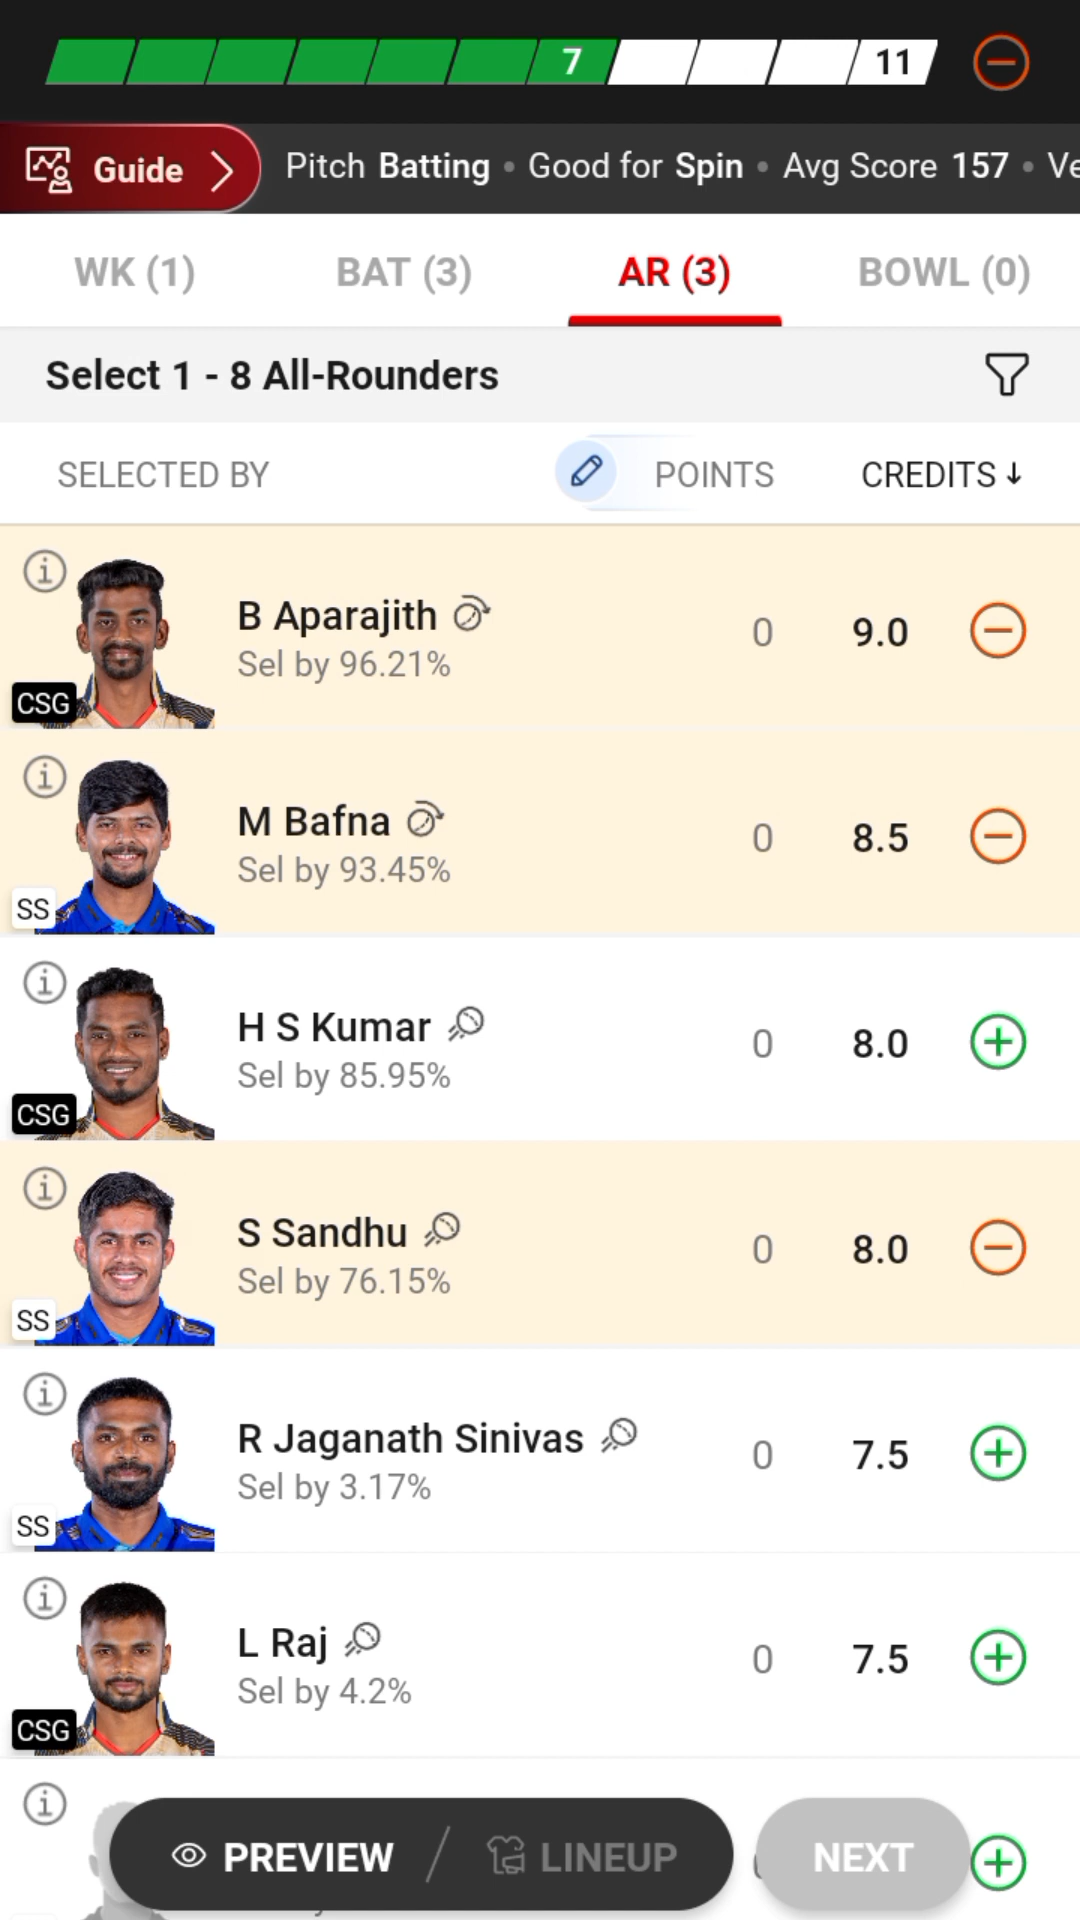 7 11
Guide Pitch Batting • Good for Spin • Avg Score 157 • Ve
WK (1) BAT (3) AR (3) BOWL (0)
Select 1 - 8 All-Rounders
SELECTED BY POINTS CREDITS ↓
B Aparajith 0 9.0
Sel by 96.21%
CSG
M Bafna 0 8.5
Sel by 93.45%
SS
H S Kumar 0 8.0
Sel by 85.95%
CSG
S Sandhu 0 8.0
Sel by 76.15%
SS
R Jaganath Sinivas 0 7.5
Sel by 3.17%
SS
L Raj 0 7.5
Sel by 4.2%
CSG
PREVIEW / LINEUP NEXT